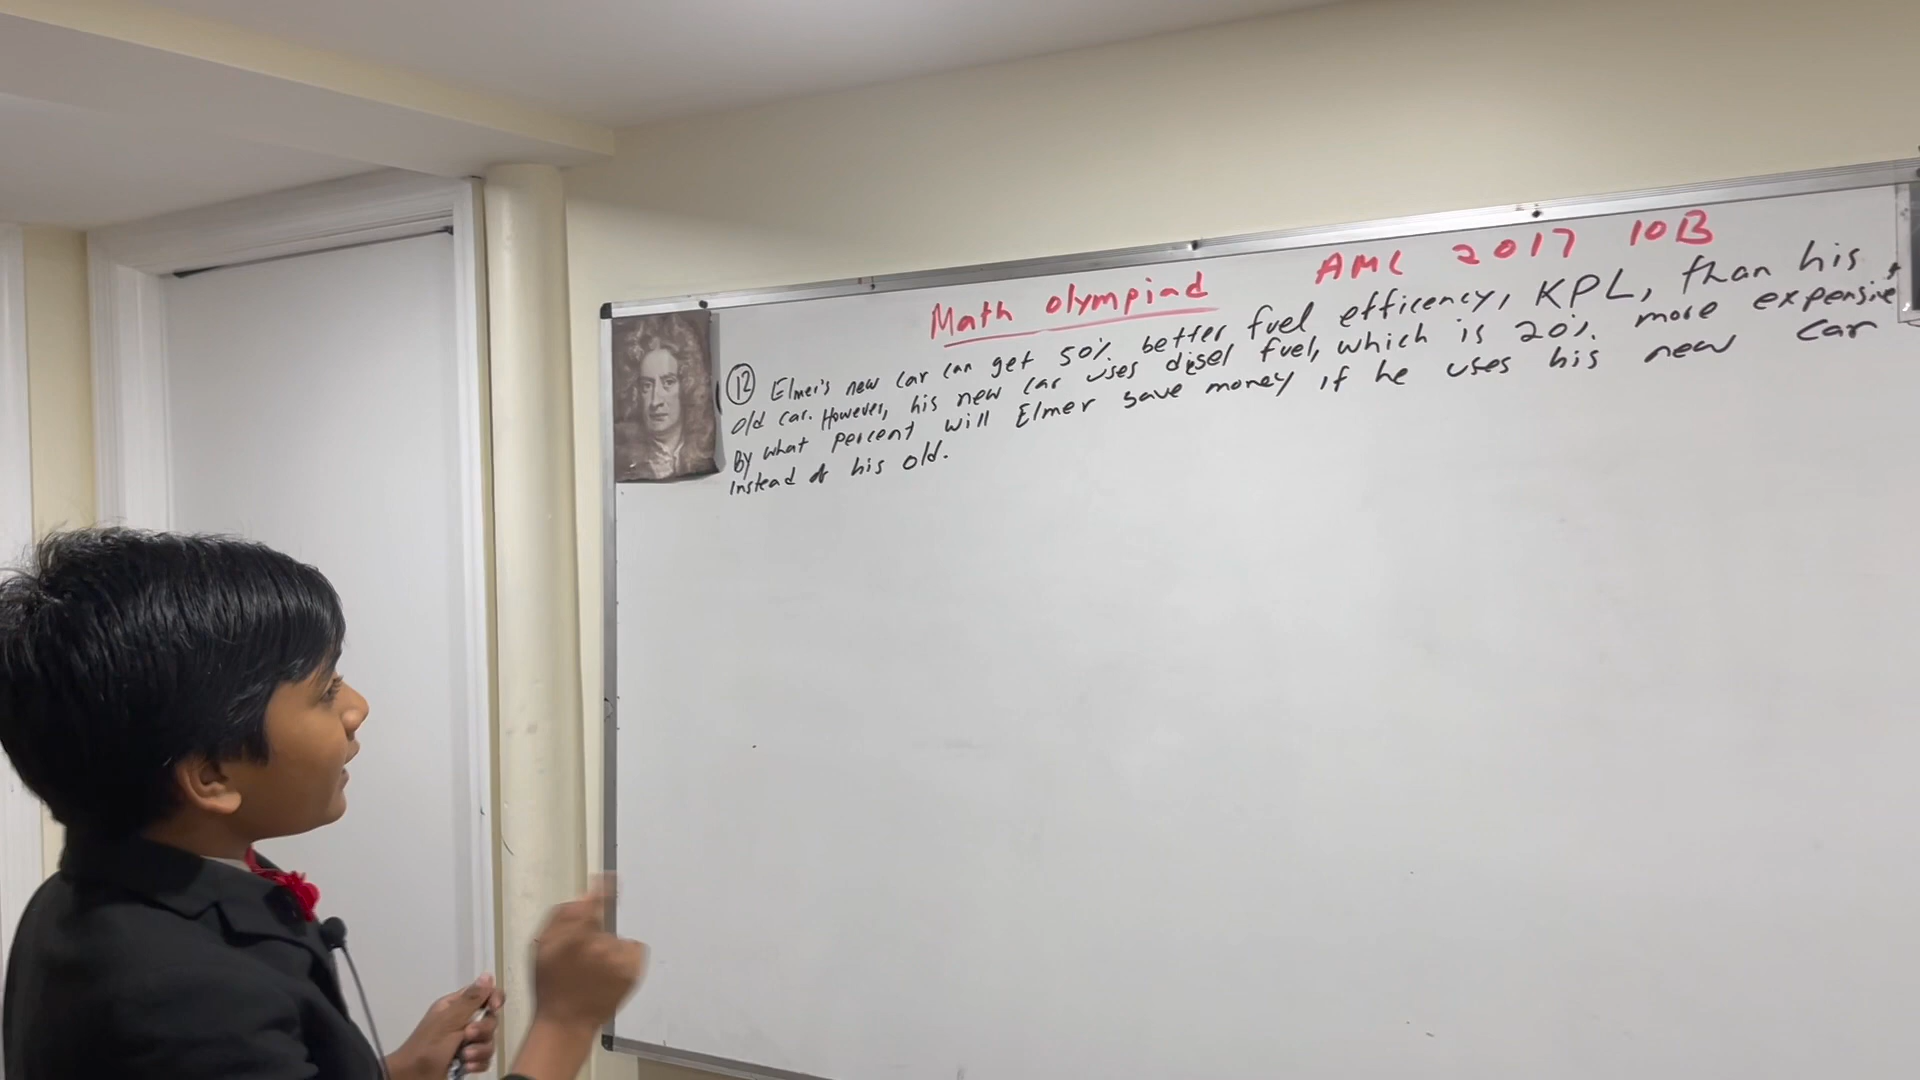 Math olympiad AMC 2017 10B
12 Elmer's new car can get 50% better fuel efficency, KPL, than his
old car. However, his new car uses disel fuel, which is 20% more expensive,
By what percent will Elmer save money if he uses his new car
instead of his old.